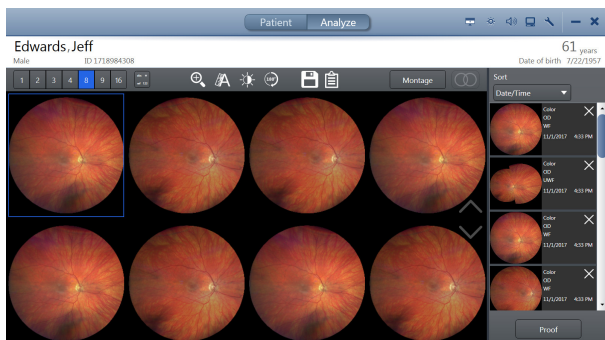 Patient Analyze
Edwards, Jeff
61 years
Male ID 1718984308
Date of birth 7/22/1957
1 2 3 4 8 9 16
Montage
Sort
Date/Time
Color
OD
WF
11/1/2017 4:33 PM
Color
OD
UWF
11/1/2017 4:33 PM
Color
OD
WF
11/1/2017 4:33 PM
Color
OD
WF
11/1/2017 4:33 PM
Proof